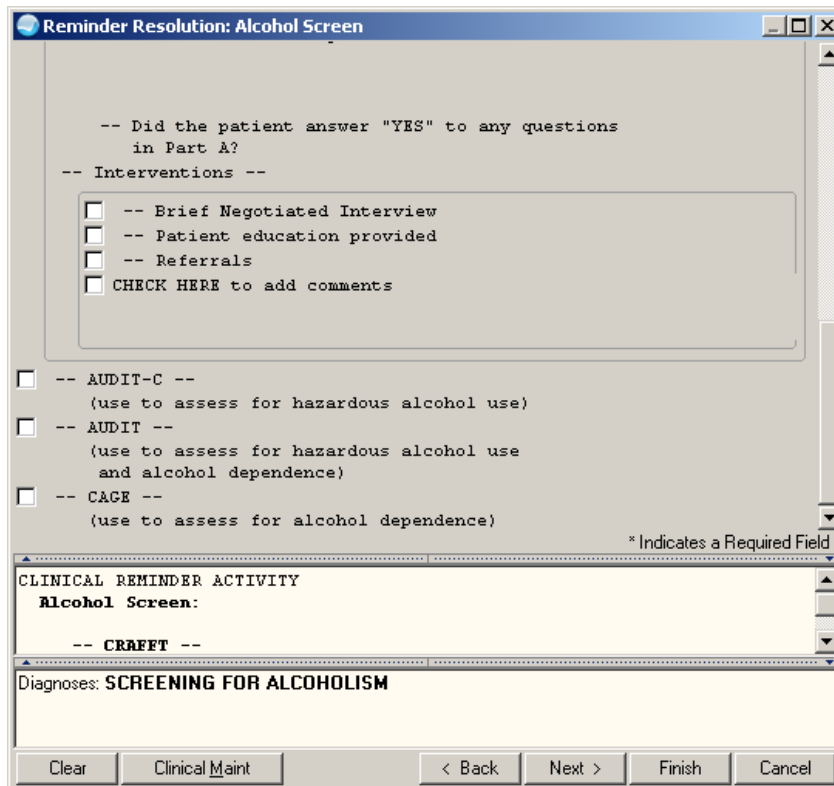 Reminder Resolution: Alcohol Screen
-- Did the patient answer "YES" to any questions
in Part A?
-- Interventions --
-- Brief Negotiated Interview
-- Patient education provided
-- Referrals
CHECK HERE to add comments
-- AUDIT-C --
(use to assess for hazardous alcohol use)
-- AUDIT --
(use to assess for hazardous alcohol use
and alcohol dependence)
-- CAGE --
(use to assess for alcohol dependence)
* Indicates a Required Field
CLINICAL REMINDER ACTIVITY
Alcohol Screen:
-- CRAFFT --
Diagnoses: SCREENING FOR ALCOHOLISM
Clear Clinical Maint < Back Next > Finish Cancel